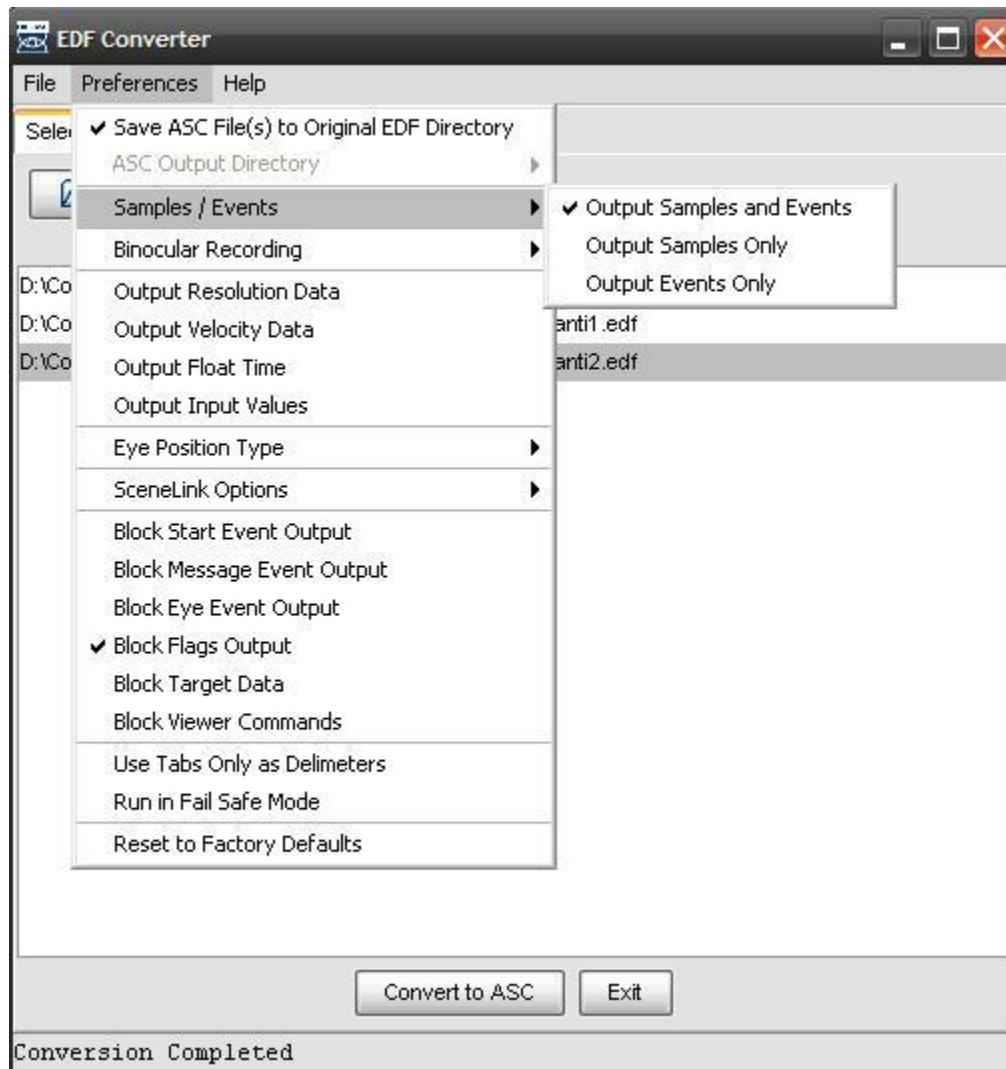 EDF Converter
File Preferences Help
Selec
✔ Save ASC File(s) to Original EDF Directory
ASC Output Directory
Samples / Events
✔ Output Samples and Events
Binocular Recording
Output Samples Only
Output Events Only
D:\Co
Output Resolution Data
D:\Co
Output Velocity Data
anti1.edf
D:\Co
Output Float Time
anti2.edf
Output Input Values
Eye Position Type
SceneLink Options
Block Start Event Output
Block Message Event Output
Block Eye Event Output
✔ Block Flags Output
Block Target Data
Block Viewer Commands
Use Tabs Only as Delimeters
Run in Fail Safe Mode
Reset to Factory Defaults
Convert to ASC Exit
Conversion Completed